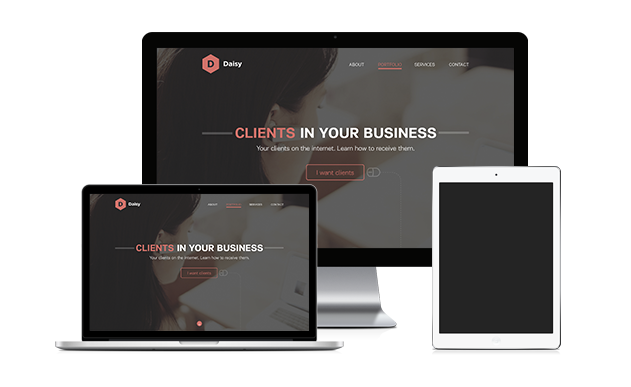 D Daisy
ABOUT PORTFOLIO SERVICES CONTACT
CLIENTS IN YOUR BUSINESS
Your clients on the internet. Learn how to receive them.
I want clients
D Daisy
ABOUT PORTFOLIO SERVICES CONTACT
CLIENTS IN YOUR BUSINESS
Your clients on the internet. Learn how to receive them.
I want clients